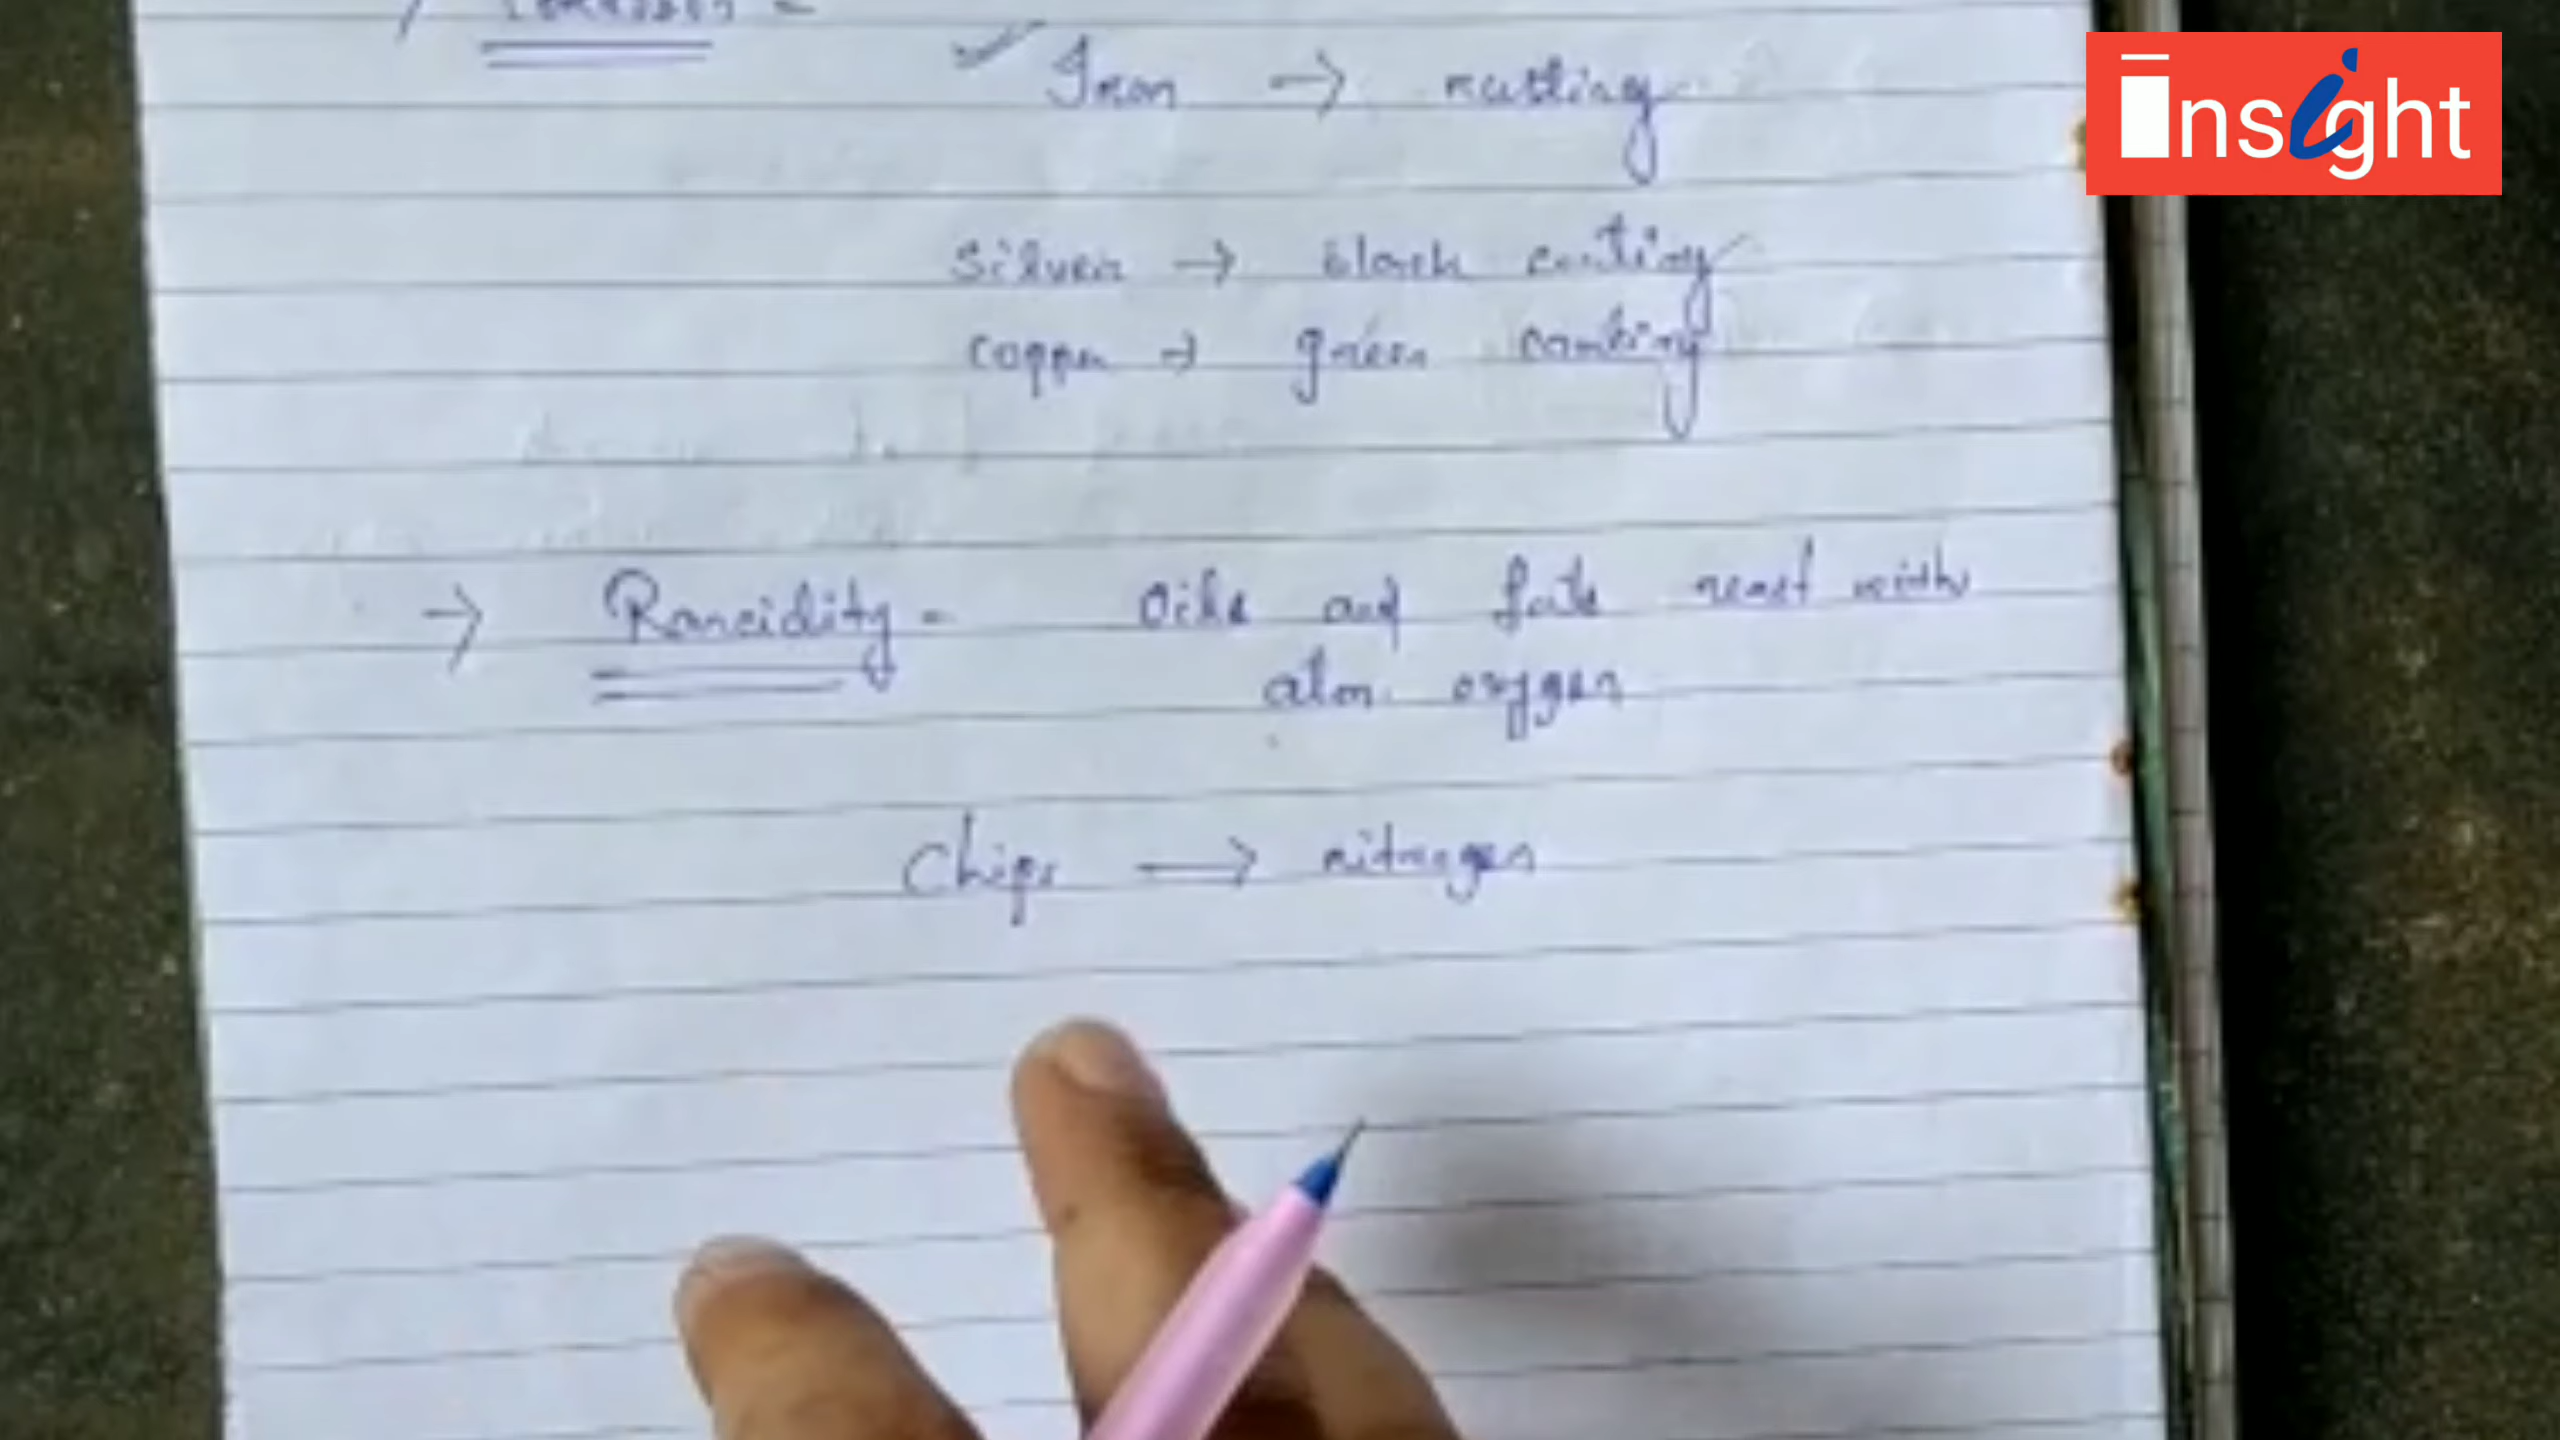 Corrosion -
Iron → rusting
Insight
silver → black coating
copper → green coating
→ Rancidity - Oils and fats react with
atm. oxygen
Chips → nitrogen